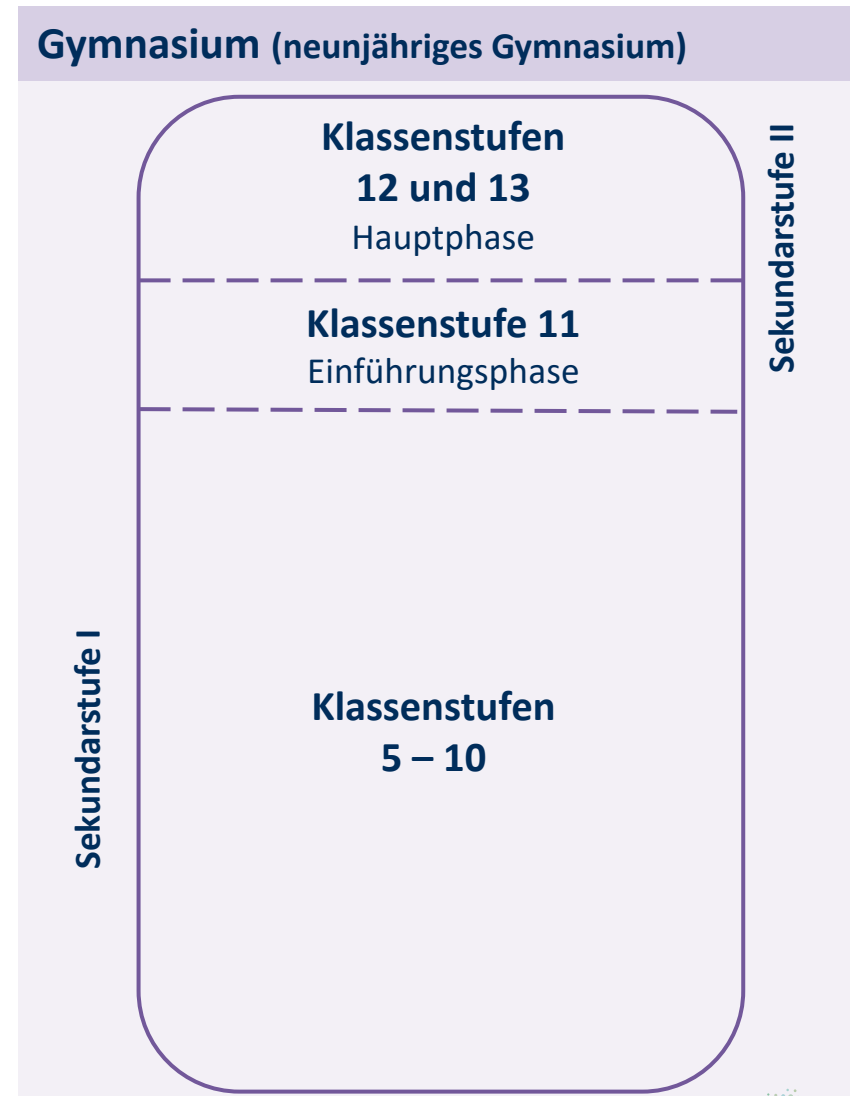 Gymnasium (neunjähriges Gymnasium)
Klassenstufen
12 und 13
Hauptphase
Sekundarstufe II
Klassenstufe 11
Einführungsphase
Sekundarstufe I
Klassenstufen
5 – 10